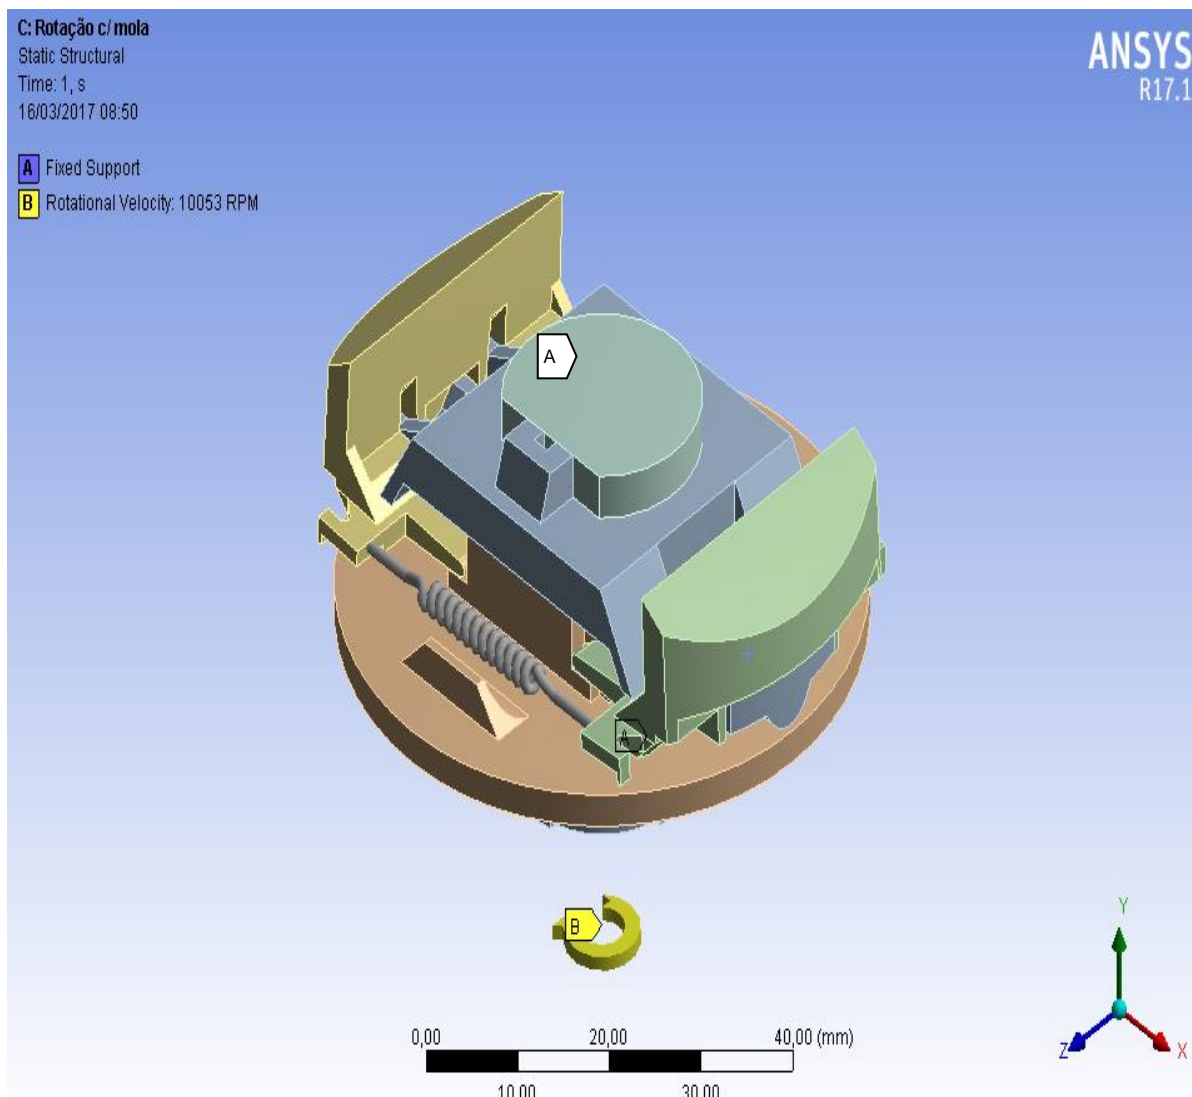 C: Rotação c/ mola
Static Structural
Time: 1, s
16/03/2017 08:50
A Fixed Support
B Rotational Velocity: 10053 RPM
ANSYS
R17.1
A
A
B
0,00 20,00 40,00 (mm)
10,00 30,00
Y
Z X